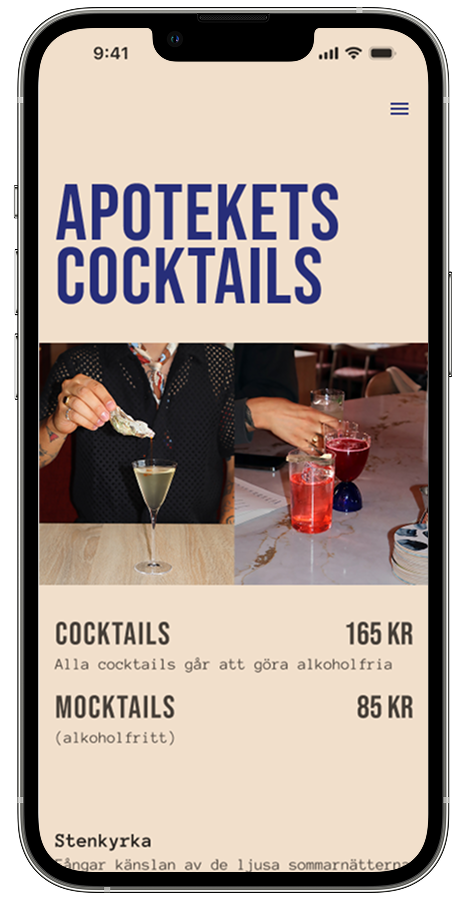 9:41
APOTEKETS
COCKTAILS
COCKTAILS 165 KR
Alla cocktails går att göra alkoholfria
MOCKTAILS 85 KR
(alkoholfritt)
Stenkyrka
Fångar känslan av de ljusa sommarnätterna